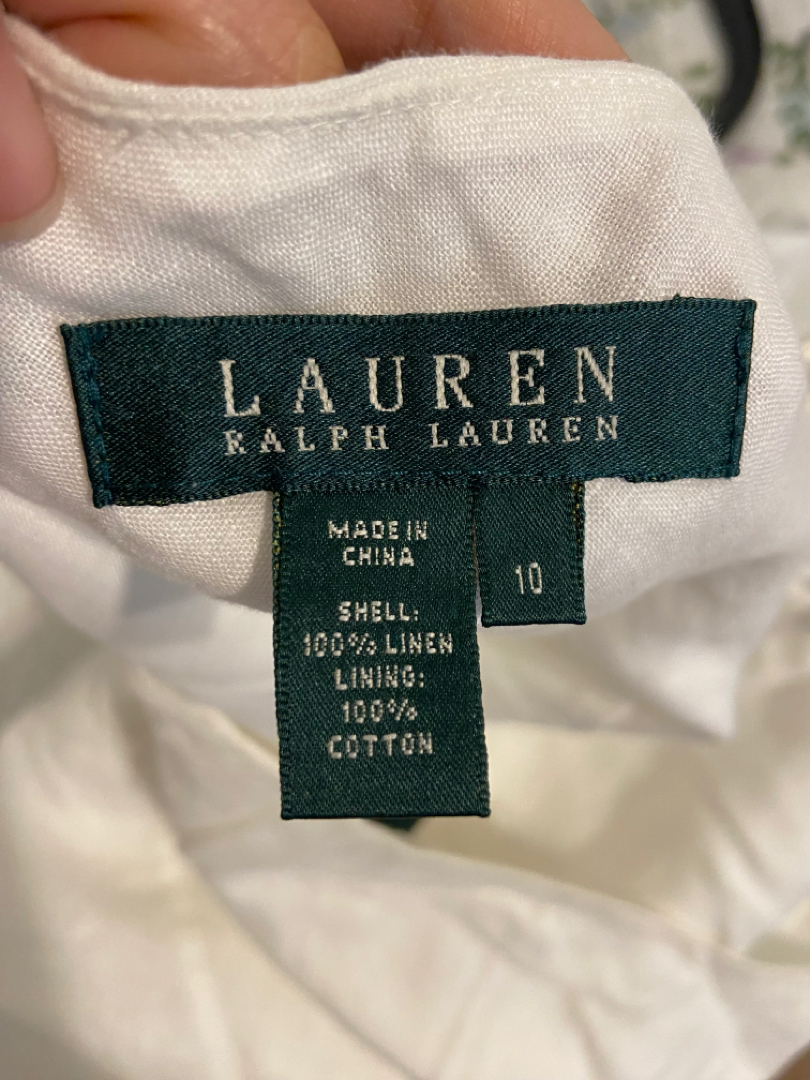 LAUREN
RALPH LAUREN
MADE IN
CHINA
SHELL:
100% LINEN
LINING:
100%
COTTON
10